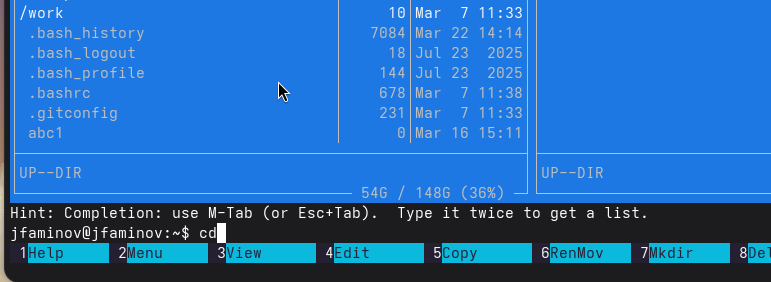 /work 10 Mar  7 11:33
.bash_history 7084 Mar 22 14:14
.bash_logout 18 Jul 23  2025
.bash_profile 144 Jul 23  2025
.bashrc 678 Mar  7 11:38
.gitconfig 231 Mar  7 11:33
abc1 0 Mar 16 15:11
UP--DIR UP--DIR
54G / 148G (36%)
Hint: Completion: use M-Tab (or Esc+Tab).  Type it twice to get a list.
jfaminov@jfaminov:~$ cd
1Help 2Menu 3View 4Edit 5Copy 6RenMov 7Mkdir 8Del